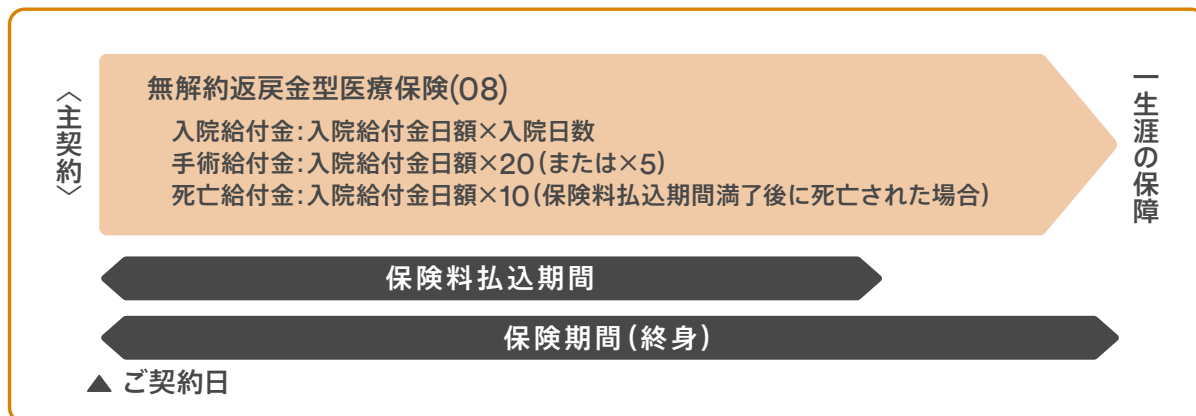 〈主契約〉
無解約返戻金型医療保険(08)
入院給付金:入院給付金日額×入院日数
手術給付金:入院給付金日額×20(または×5)
死亡給付金:入院給付金日額×10(保険料払込期間満了後に死亡された場合)
一生涯の保障
保険料払込期間
保険期間(終身)
▲ ご契約日